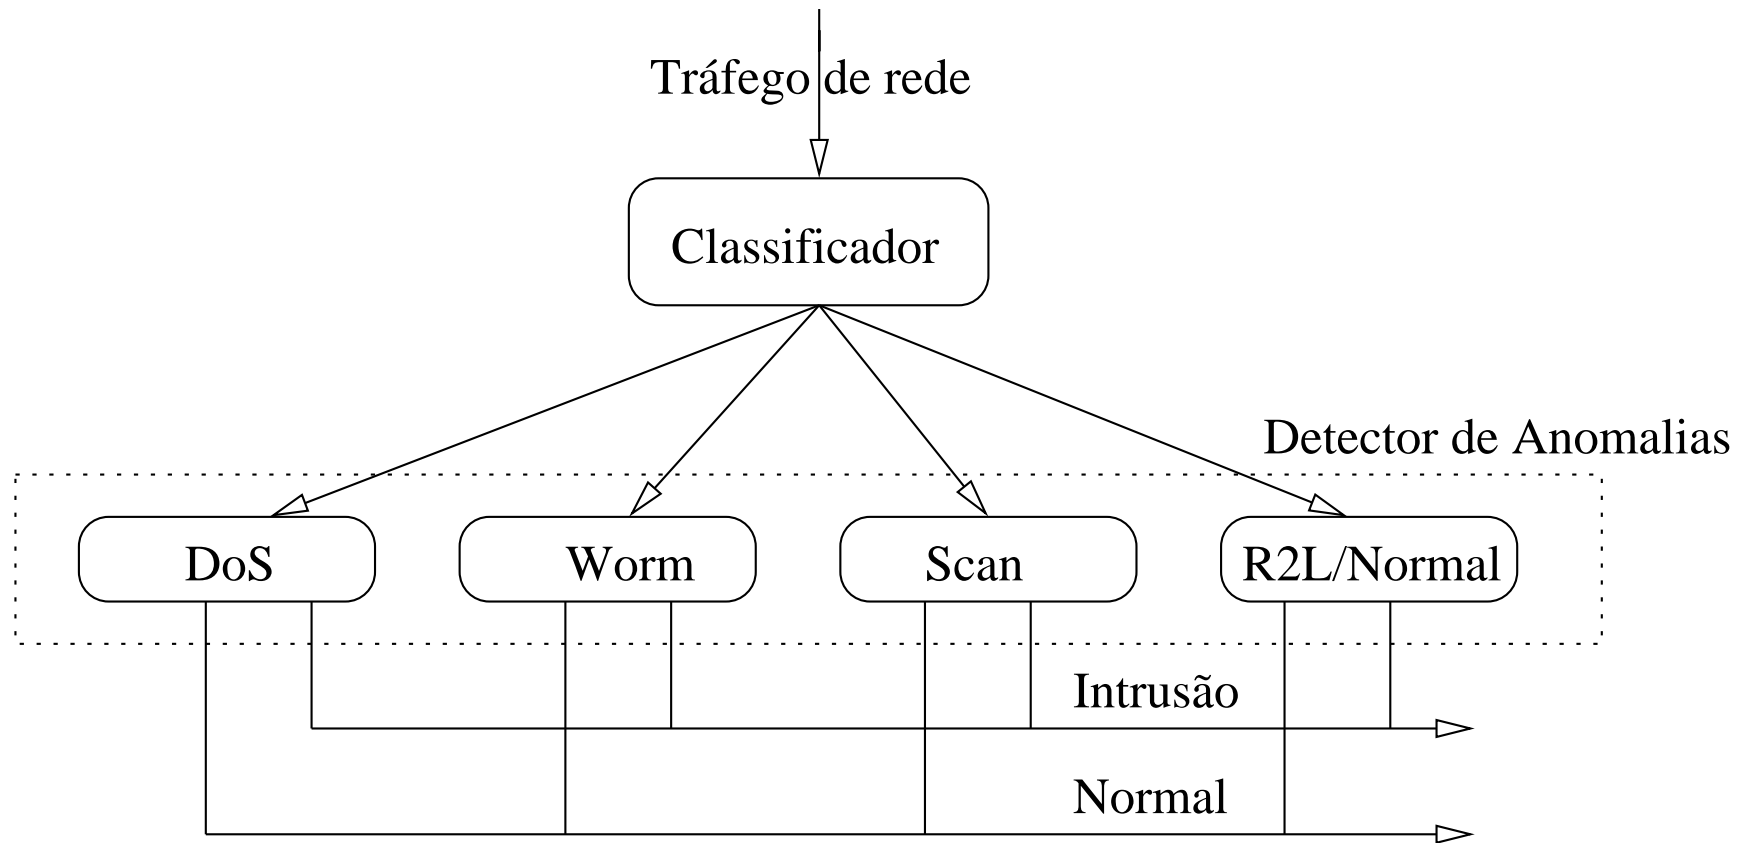 Tráfego de rede
Classificador
Detector de Anomalias
DoS
Worm
Scan
R2L/Normal
Intrusão
Normal